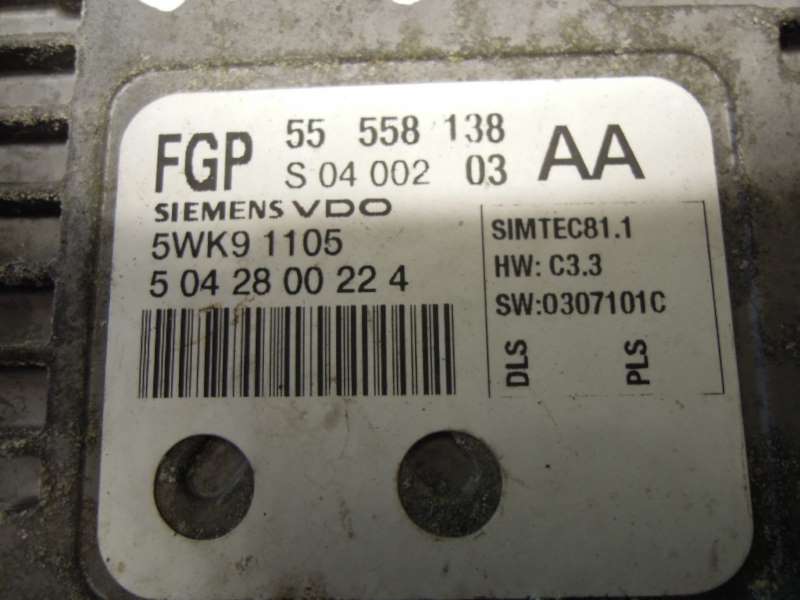 FGP 55 558 138 AA
S 04 002 03
SIEMENS VDO
5WK9 1105
5 04 28 00 22 4
SIMTEC81.1
HW: C3.3
SW:0307101C
DLS PLS